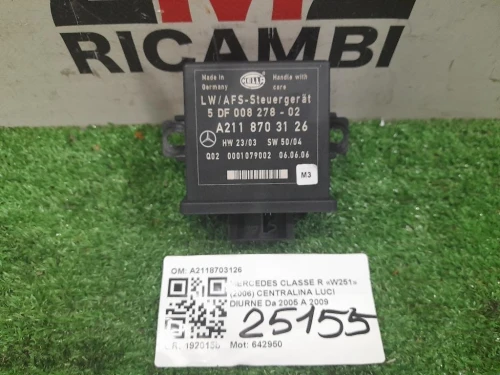 RICAMBI
Made in Germany
HELLA
Handle with care
LW/AFS-Steuergerät
5 DF 008 278 - 02
A211 870 31 26
HW 23/03 SW 50/04
Q02 0001079002 06.06.06
M3
OM: A2118703126
MERCEDES CLASSE R «W251»
(2006) CENTRALINA LUCI
DIURNE Da 2005 A 2009
25155
Mot: 642950